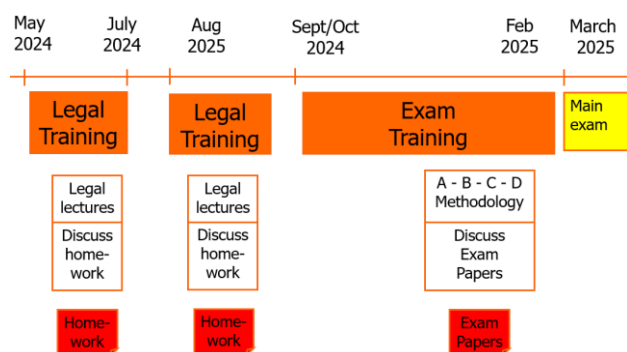 May
2024
July
2024
Aug
2025
Sept/Oct
2024
Feb
2025
March
2025
Legal
Training
Legal
Training
Exam
Training
Main
exam
Legal
lectures
Discuss
home-
work
Legal
lectures
Discuss
home-
work
A - B - C - D
Methodology
Discuss
Exam
Papers
Home-
work
Home-
work
Exam
Papers